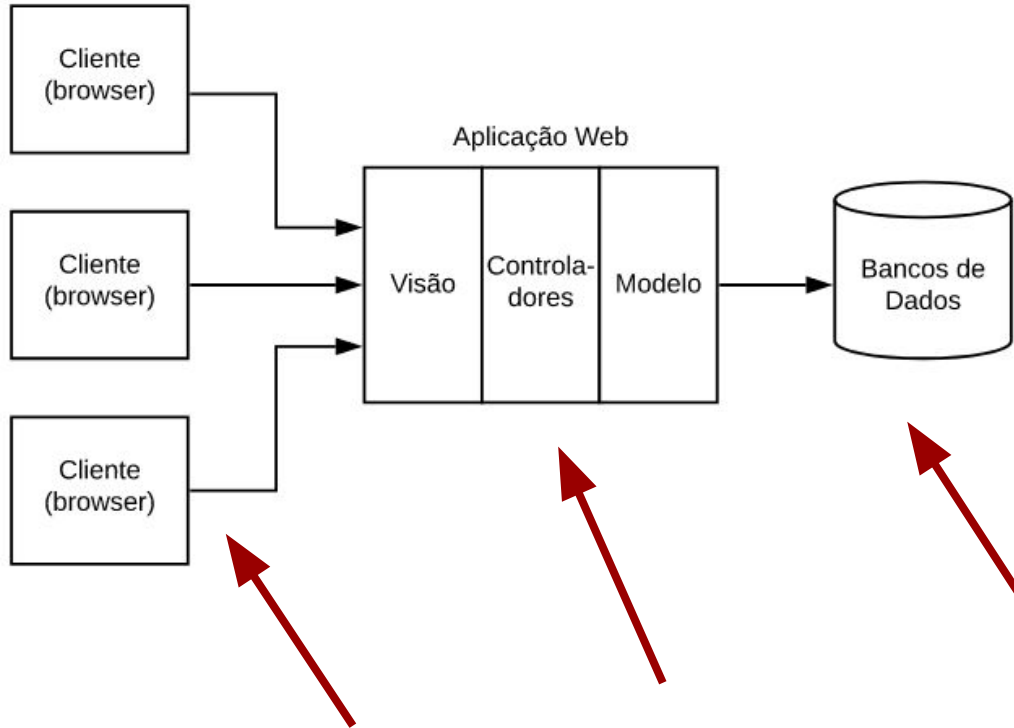 Cliente
(browser)
Aplicação Web
Cliente
(browser)
Visão
Controla-
dores
Modelo
Bancos de
Dados
Cliente
(browser)